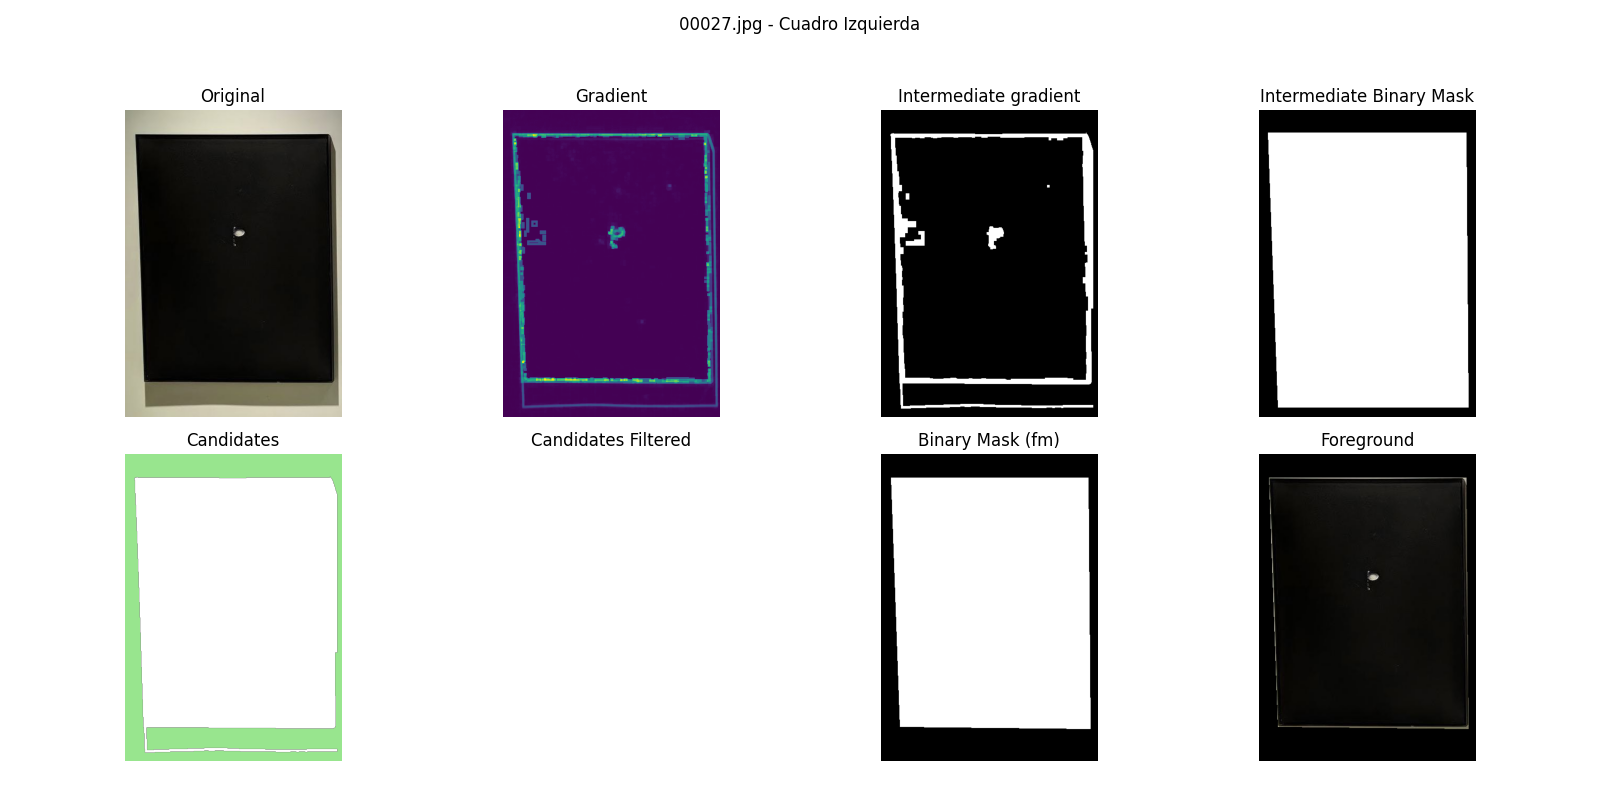 00027.jpg - Cuadro Izquierda
Original
Gradient
Intermediate gradient
Intermediate Binary Mask
Candidates
Candidates Filtered
Binary Mask (fm)
Foreground